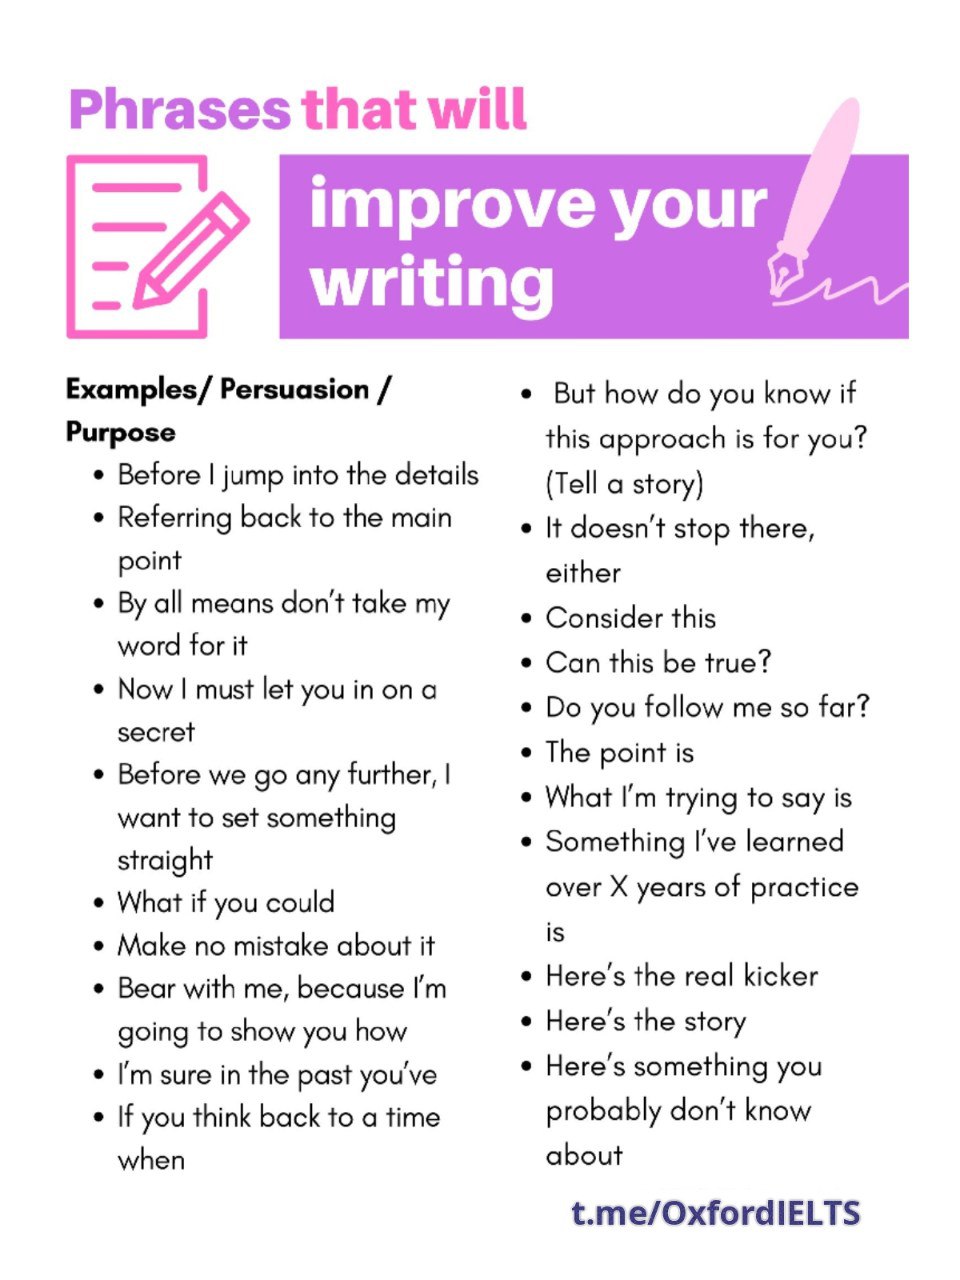 Phrases that will
improve your
writing
Examples/ Persuasion /
Purpose
• Before I jump into the details
• Referring back to the main
point
• By all means don't take my
word for it
• Now I must let you in on a
secret
• Before we go any further, I
want to set something
straight
• What if you could
• Make no mistake about it
• Bear with me, because I'm
going to show you how
• I'm sure in the past you've
• If you think back to a time
when
• But how do you know if
this approach is for you?
(Tell a story)
• It doesn't stop there,
either
• Consider this
• Can this be true?
• Do you follow me so far?
• The point is
• What I'm trying to say is
• Something I've learned
over X years of practice
is
• Here's the real kicker
• Here's the story
• Here's something you
probably don't know
about
t.me/OxfordIELTS